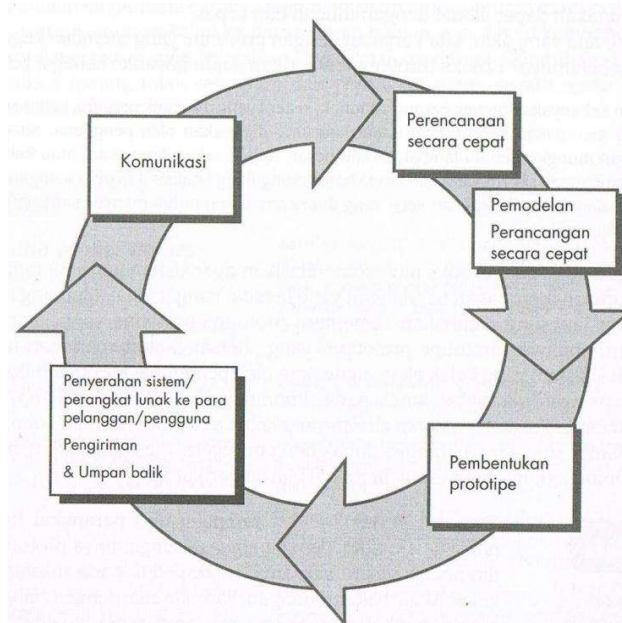 Komunikasi
Perencanaan
secara cepat
Pemodelan
Perancangan
secara cepat
Pembentukan
prototipe
Penyerahan sistem/
perangkat lunak ke para
pelanggan/pengguna
Pengiriman
& Umpan balik